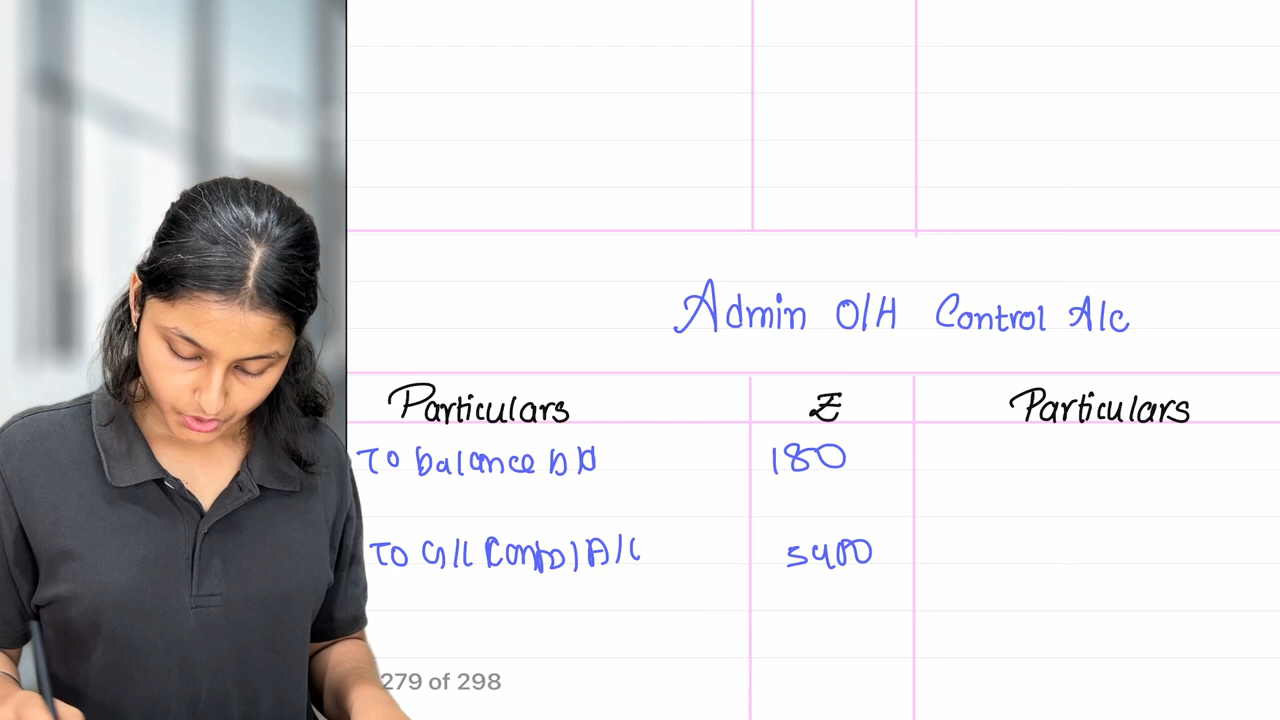 Admin O/H Control A/c
Particulars ₹ Particulars
To balance b/d 180
To G/L Control A/c 5400
279 of 298